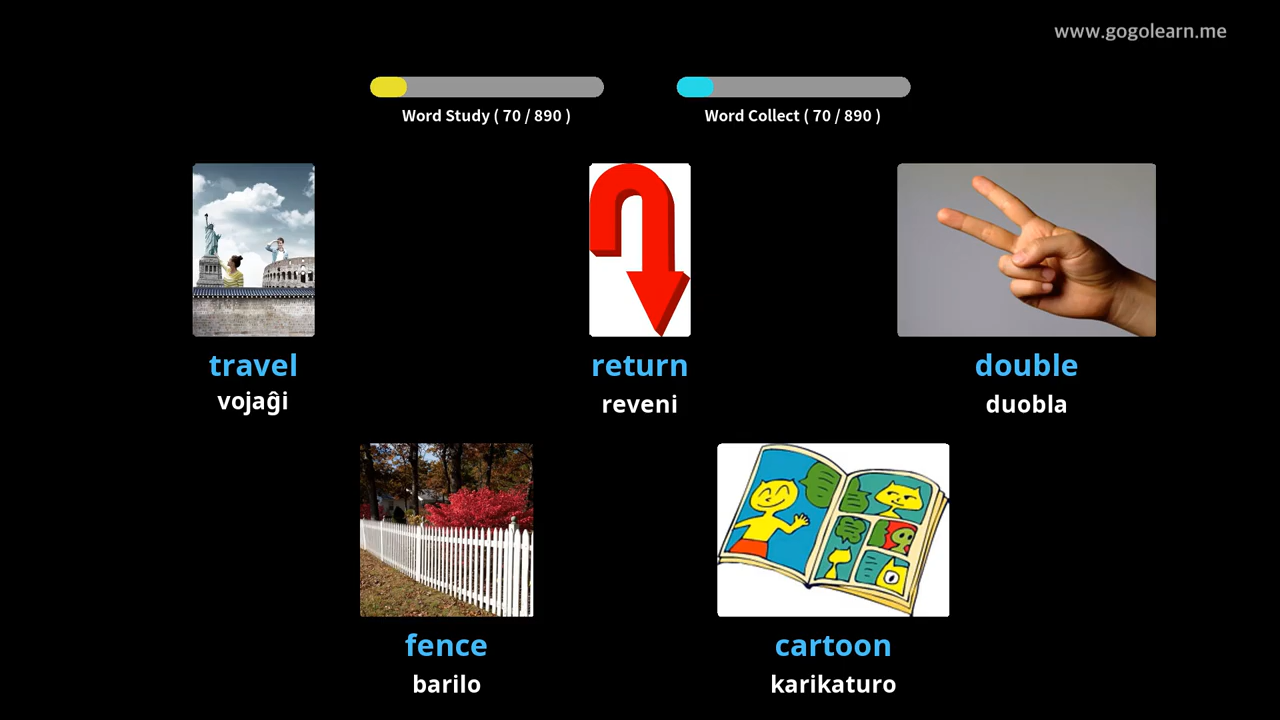 www.gogolearn.me
Word Study ( 70 / 890 )
Word Collect ( 70 / 890 )
travel
vojaĝi
return
reveni
double
duobla
fence
barilo
cartoon
karikaturo